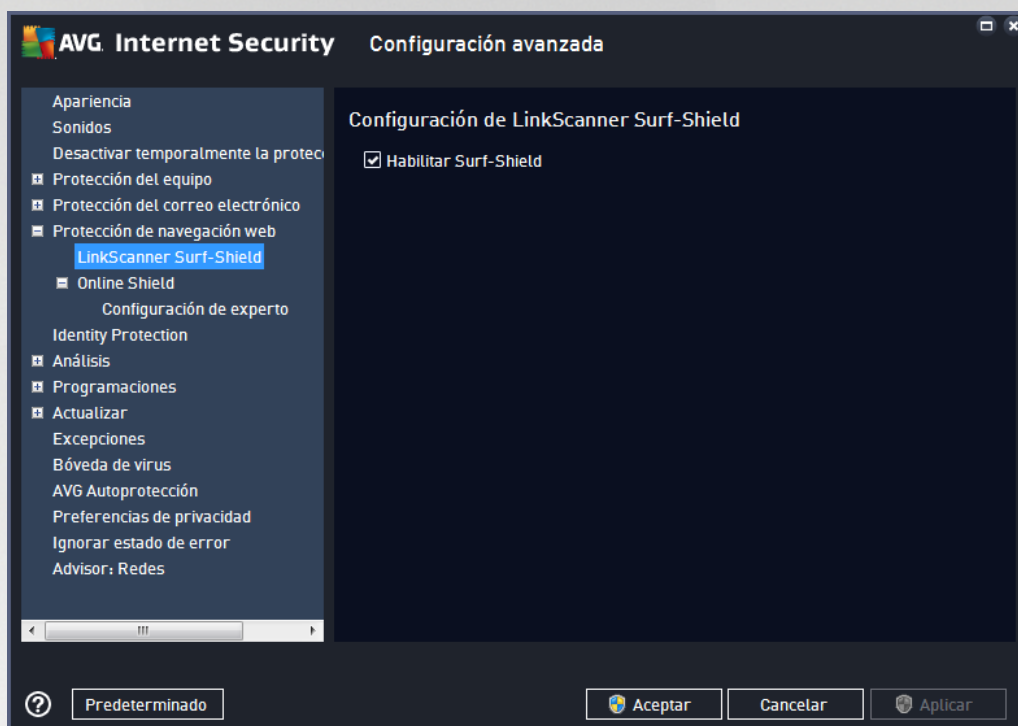 AVG. Internet Security Configuración avanzada
Apariencia
Sonidos
Desactivar temporalmente la protec
Protección del equipo
Protección del correo electrónico
Protección de navegación web
LinkScanner Surf-Shield
Online Shield
Configuración de experto
Identity Protection
Análisis
Programaciones
Actualizar
Excepciones
Bóveda de virus
AVG Autoprotección
Preferencias de privacidad
Ignorar estado de error
Advisor: Redes
Configuración de LinkScanner Surf-Shield
Habilitar Surf-Shield
? Predeterminado Aceptar Cancelar Aplicar